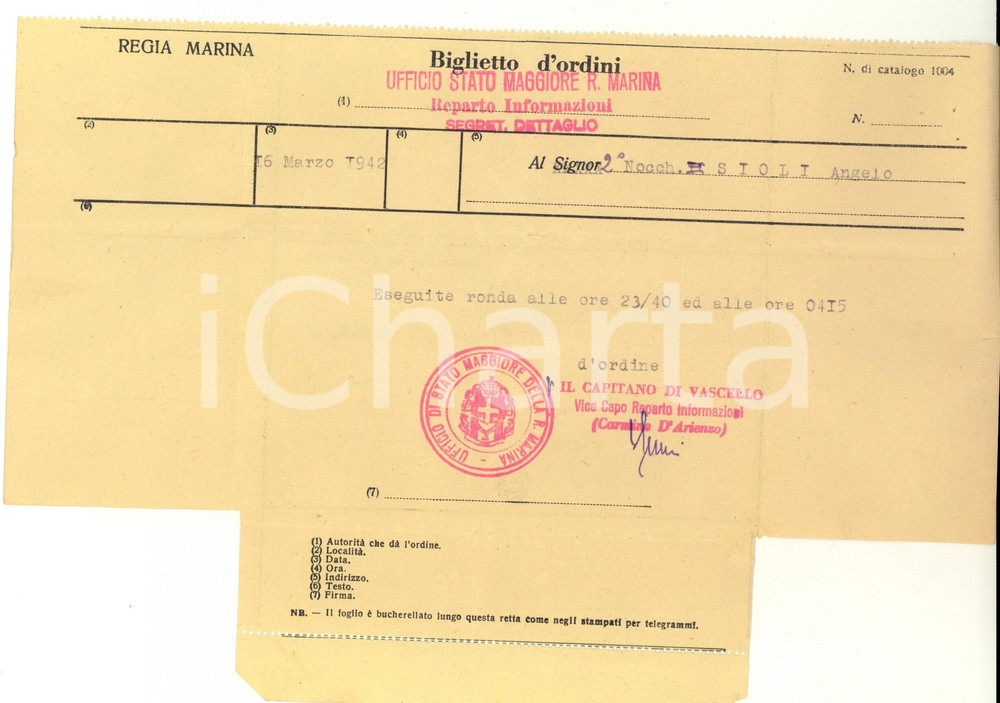 REGIA MARINA
Biglietto d'ordini
N. di catalogo 1004
UFFICIO STATO MAGGIORE R. MARINA
(1) Reparto Informazioni
SEGRET. DETTAGLIO
N.
(2) (3) (4) (5)
16 Marzo 1942
Al Signor 2° Nocch. SIOLI Angelo
(6)
Eseguite ronda alle ore 23/40 ed alle ore 0415
iCharta
d'ordine
IL CAPITANO DI VASCELLO
Vice Capo Reparto Informazioni
(Carmine D'Arienzo)
UFFICIO DI STATO MAGGIORE DELLA R. MARINA -
(7)
(1) Autorità che dà l'ordine.
(2) Località.
(3) Data.
(4) Ora.
(5) Indirizzo.
(6) Testo.
(7) Firma.
NB. — Il foglio è bucherellato lungo questa retta come negli stampati per telegrammi.